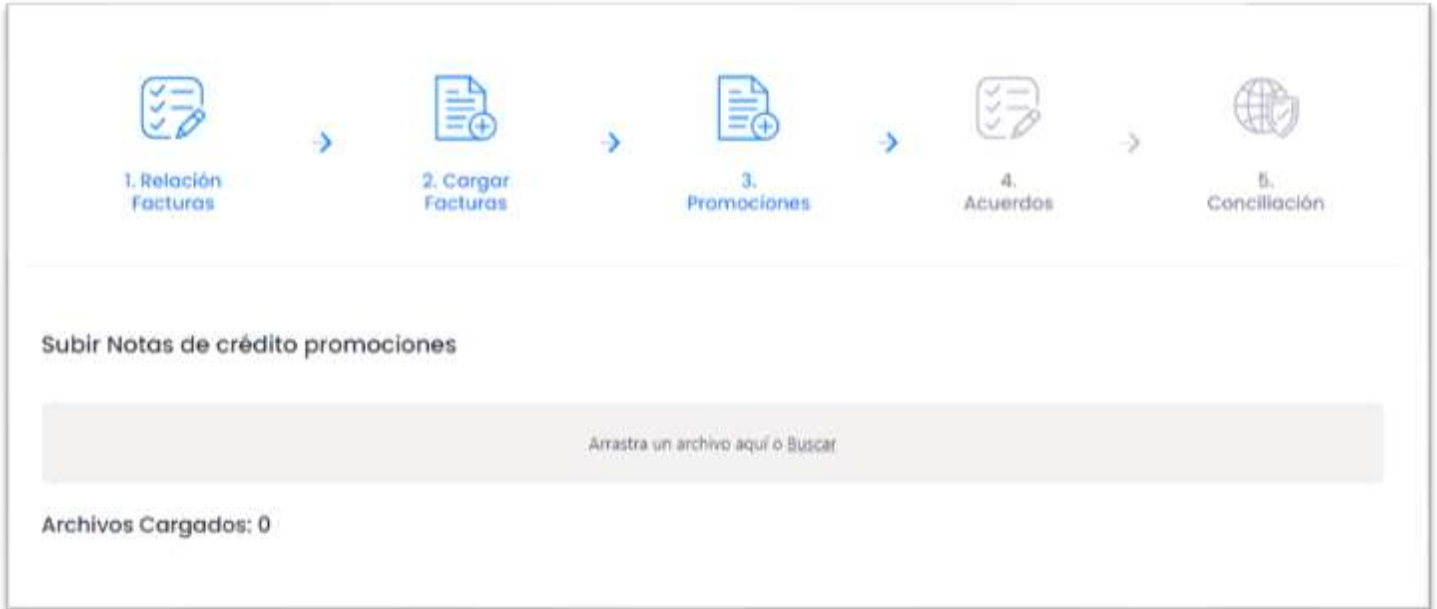 1. Relación
Facturas
2. Cargar
Facturas
3.
Promociones
4.
Acuerdos
5.
Conciliación
Subir Notas de crédito promociones
Arrastra un archivo aquí o Buscar
Archivos Cargados: 0